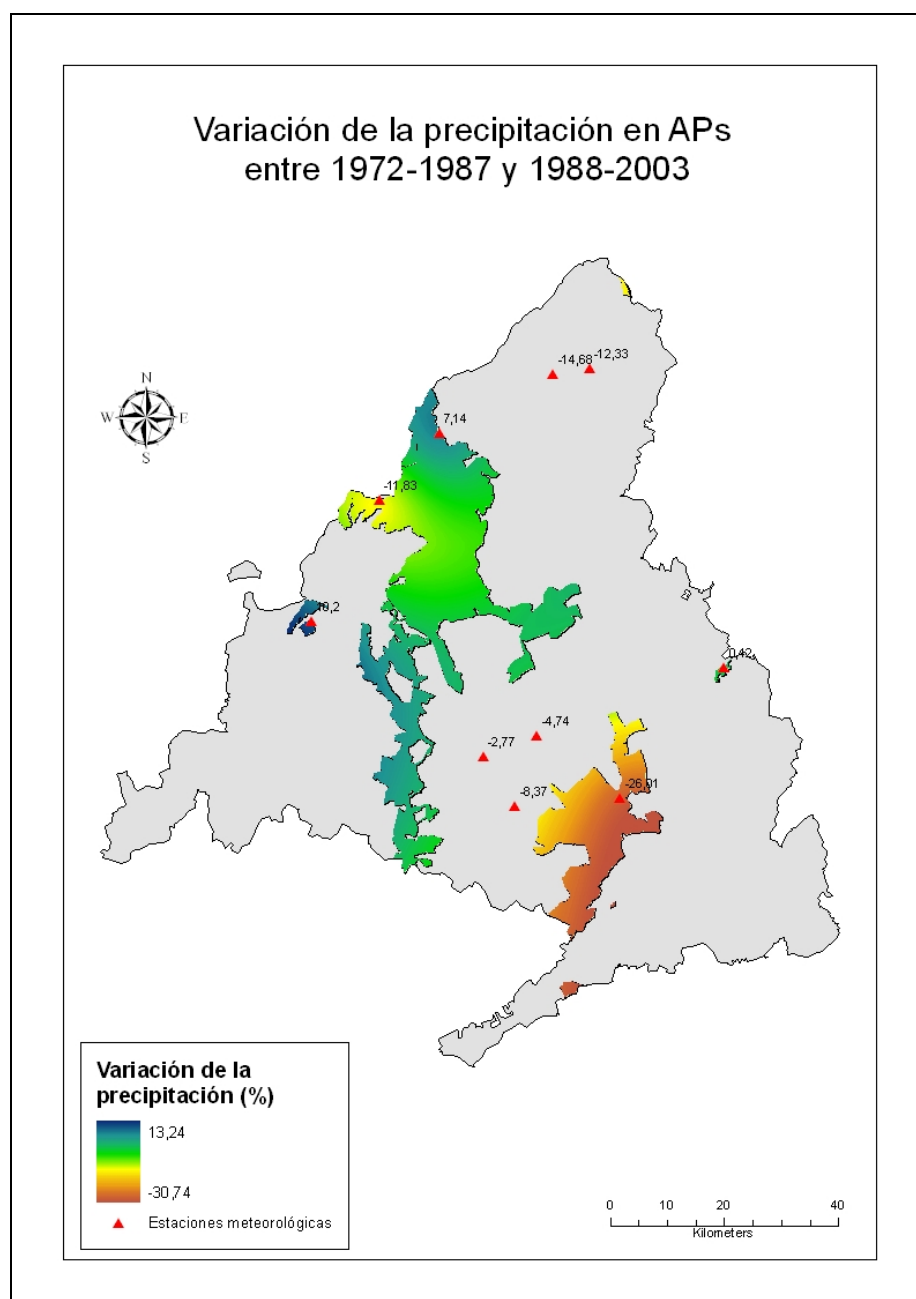 Variación de la precipitación en APs
entre 1972-1987 y 1988-2003
N
W
E
S
-14,68
-12,33
7,14
-11,83
0,42
-4,74
-2,77
-8,37
-26,01
Variación de la
precipitación (%)
13,24
-30,74
Estaciones meteorológicas
0 10 20 40
Kilometers